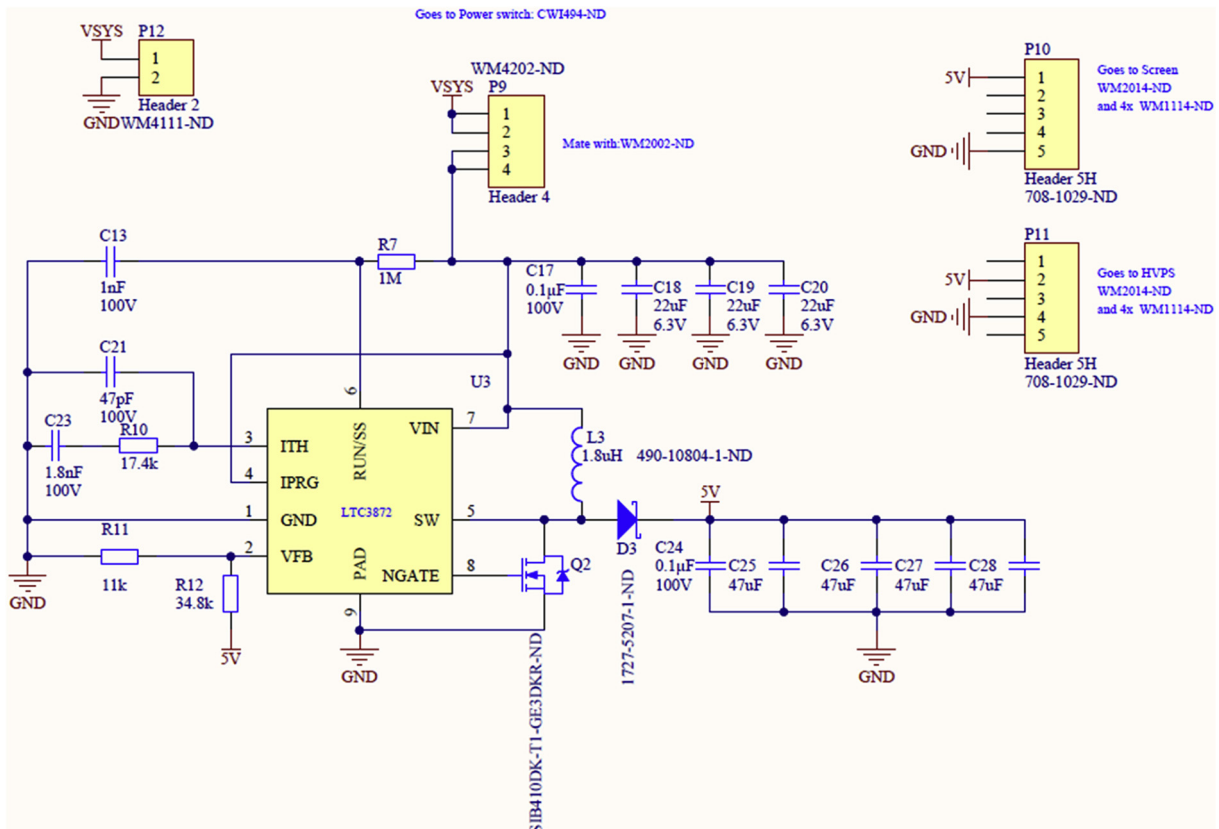 Goes to Power switch: CWI494-ND
VSYS
P12
1
2
Header 2
GND
WM4111-ND
WM4202-ND
VSYS
P9
1
2
3
4
Header 4
Mate with:WM2002-ND
P10
5V
1
2
3
4
5
GND
Header 5H
708-1029-ND
Goes to Screen
WM2014-ND
and 4x WM1114-ND
P11
5V
1
2
3
4
5
GND
Header 5H
708-1029-ND
Goes to HVPS
WM2014-ND
and 4x WM1114-ND
C13
1nF
100V
R7
1M
C17
0.1µF
100V
GND
C18
22uF
6.3V
GND
C19
22uF
6.3V
GND
C20
22uF
6.3V
GND
C21
47pF
100V
C23
1.8nF
100V
R10
17.4k
U3
6
RUN/SS
3
ITH
4
IPRG
1
GND
2
VFB
LTC3872
VIN
7
SW
5
NGATE
8
PAD
9
GND
L3
1.8uH
490-10804-1-ND
R11
11k
R12
34.8k
5V
GND
Q2
SIB410DK-T1-GE3DKR-ND
D3
1727-5207-1-ND
5V
C24
0.1µF
100V
C25
47uF
C26
47uF
C27
47uF
C28
47uF
GND